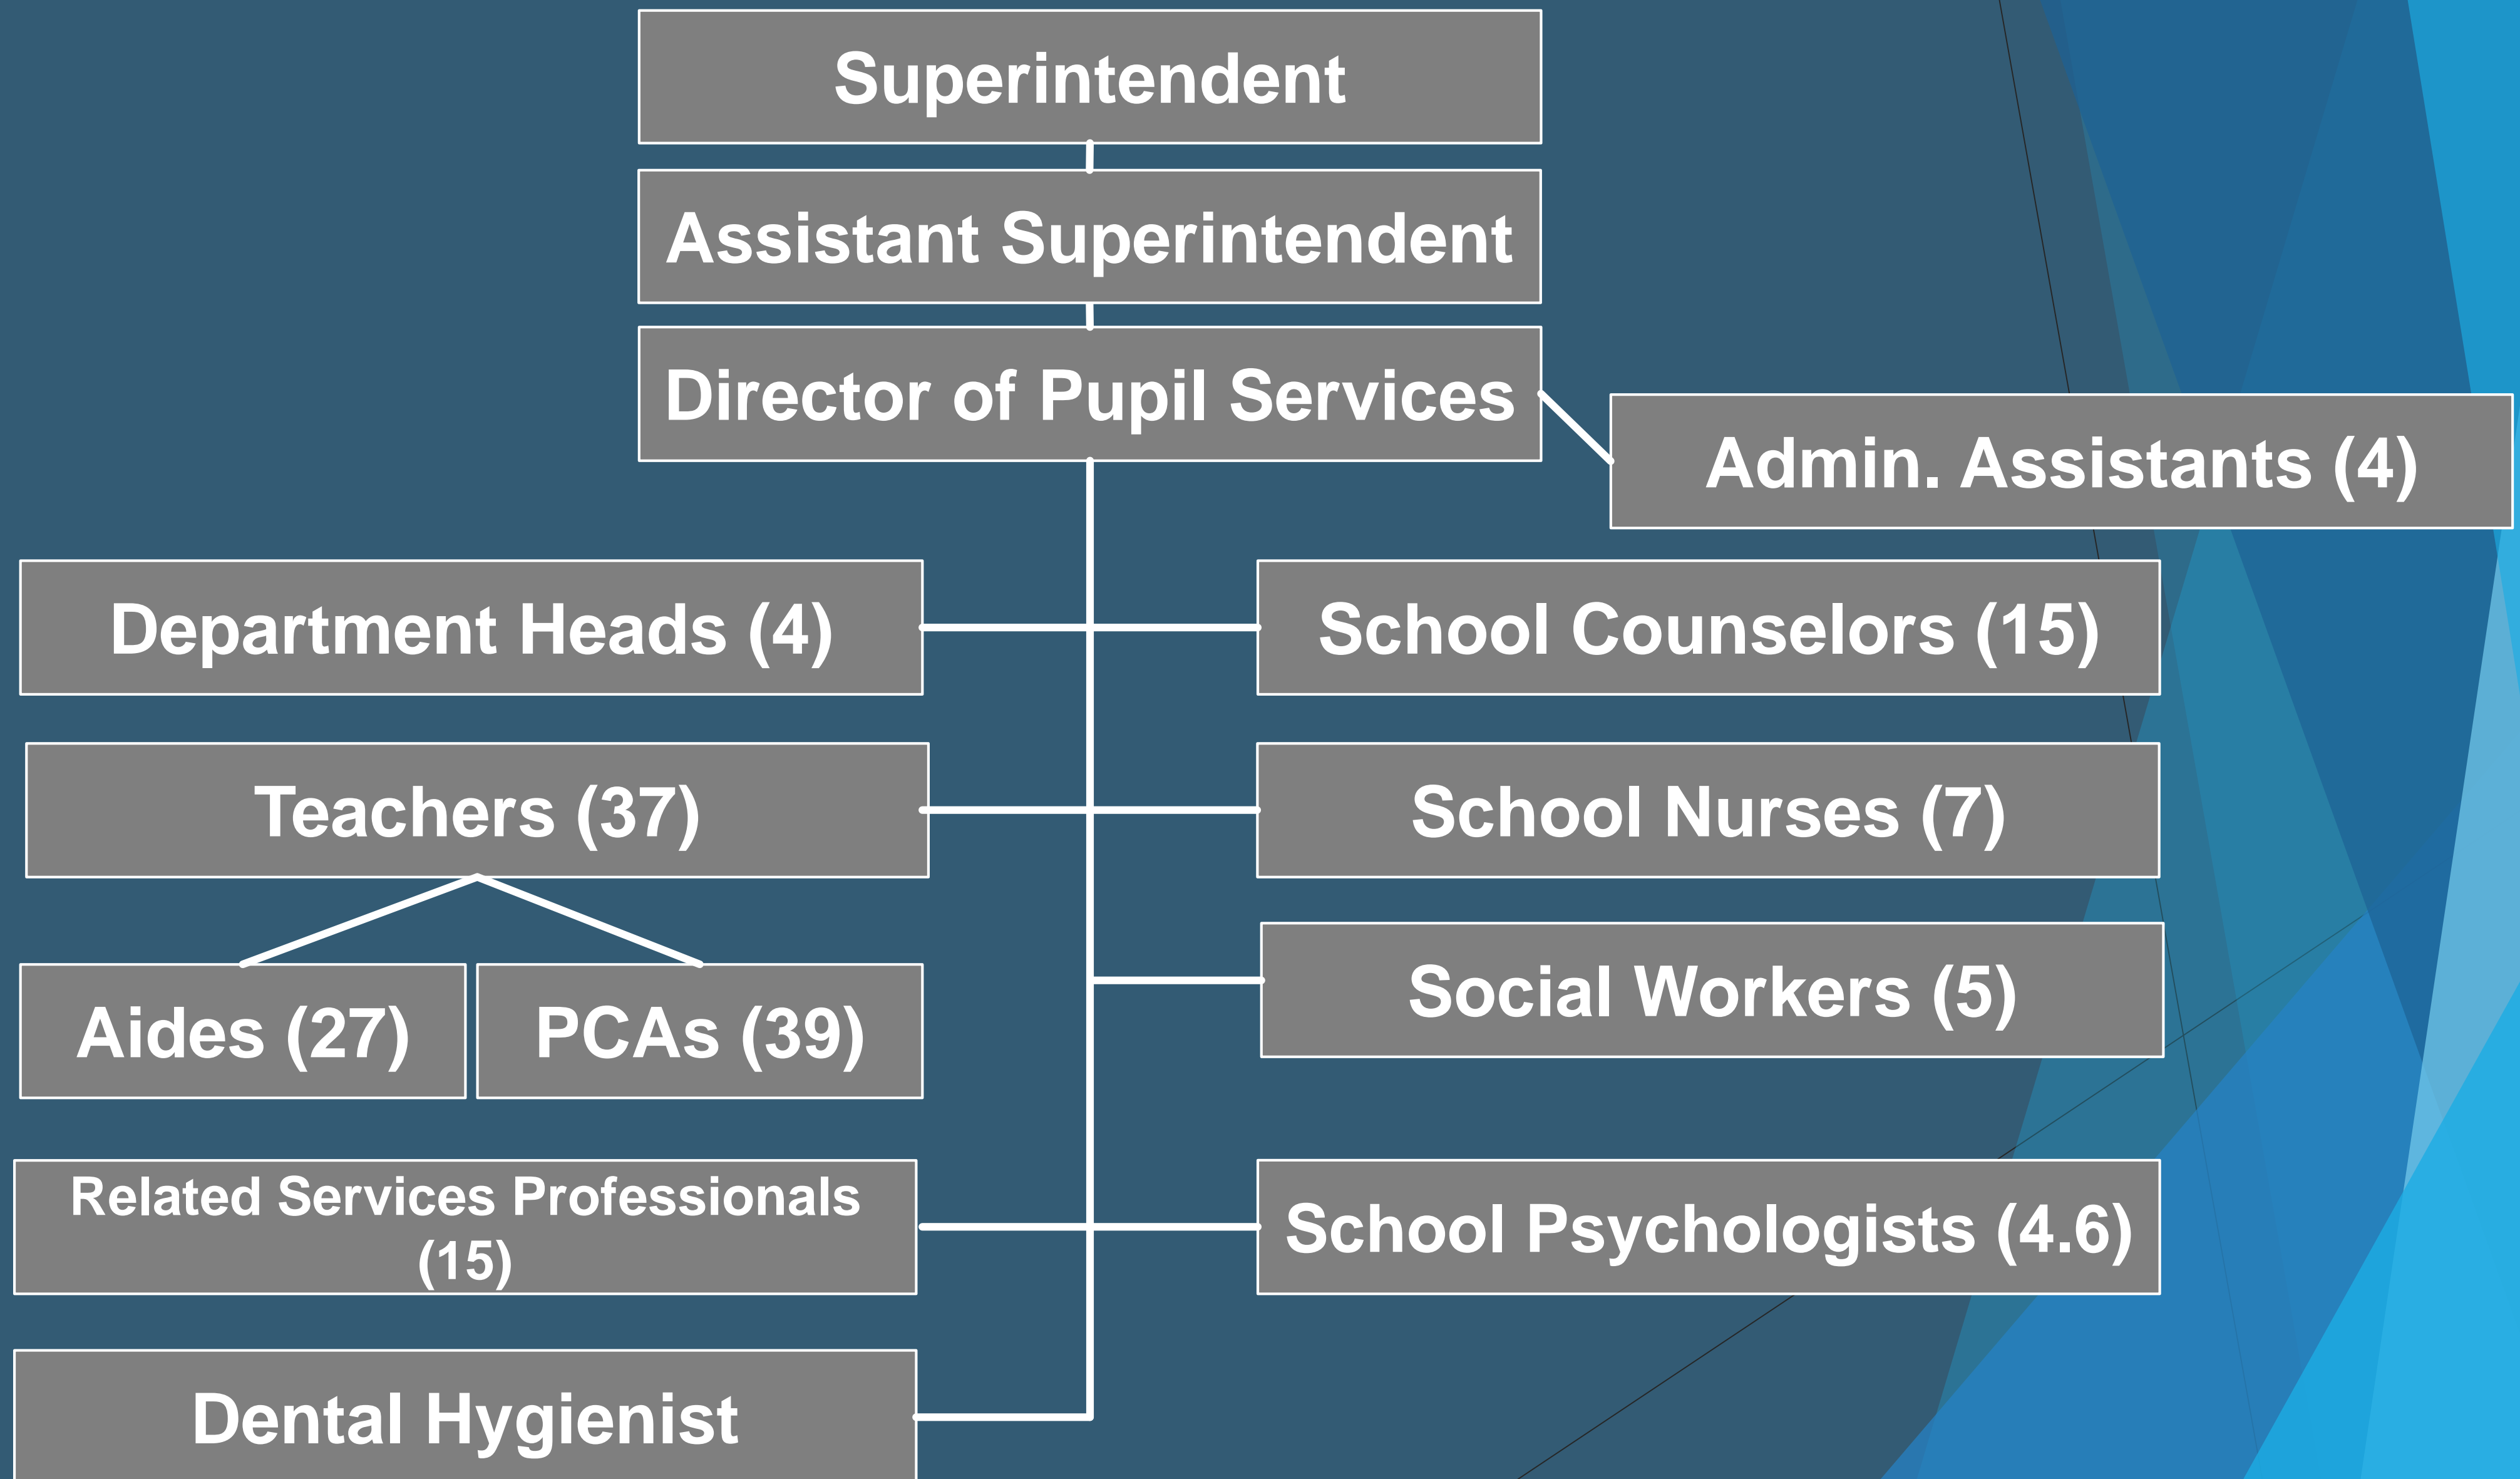 Superintendent
Assistant Superintendent
Director of Pupil Services
Admin. Assistants (4)
Department Heads (4)
School Counselors (15)
Teachers (37)
School Nurses (7)
Aides (27)
PCAs (39)
Social Workers (5)
Related Services Professionals
(15)
School Psychologists (4.6)
Dental Hygienist